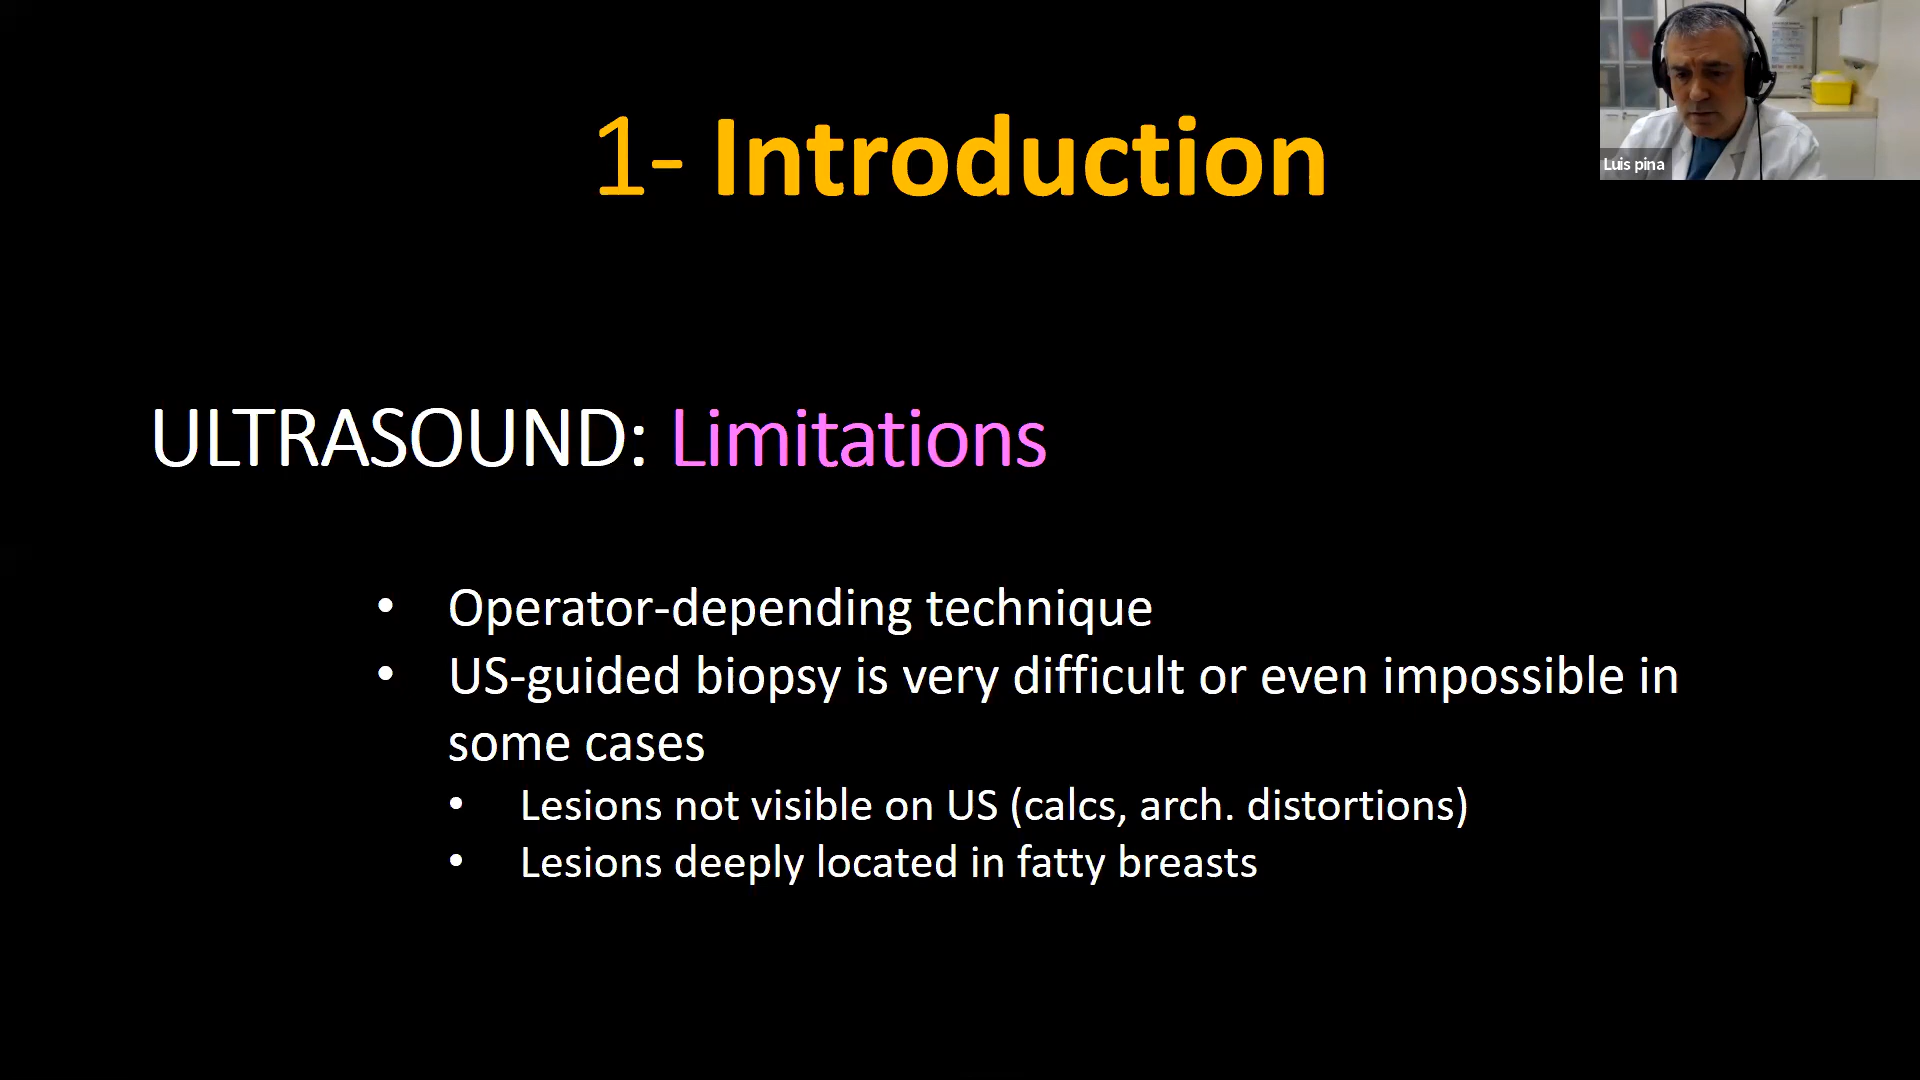 1- Introduction
Luis pina
ULTRASOUND: Limitations
• Operator-depending technique
• US-guided biopsy is very difficult or even impossible in
some cases
• Lesions not visible on US (calcs, arch. distortions)
• Lesions deeply located in fatty breasts